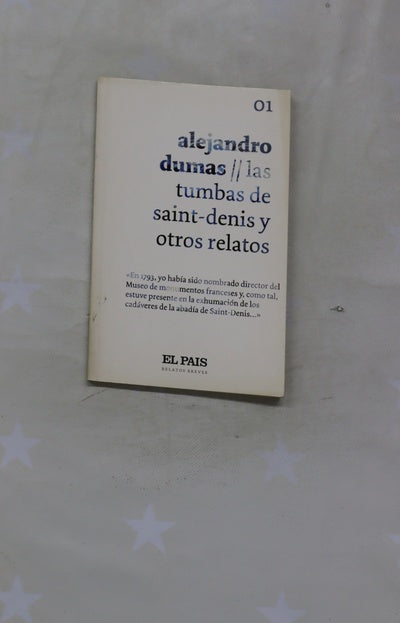 01
alejandro
dumas // las
tumbas de
saint-denis y
otros relatos
«En 1793, yo había sido nombrado director del
Museo de monumentos franceses y, como tal,
estuve presente en la exhumación de los
cadáveres de la abadía de Saint-Denis...»
EL PAIS
RELATOS BREVES